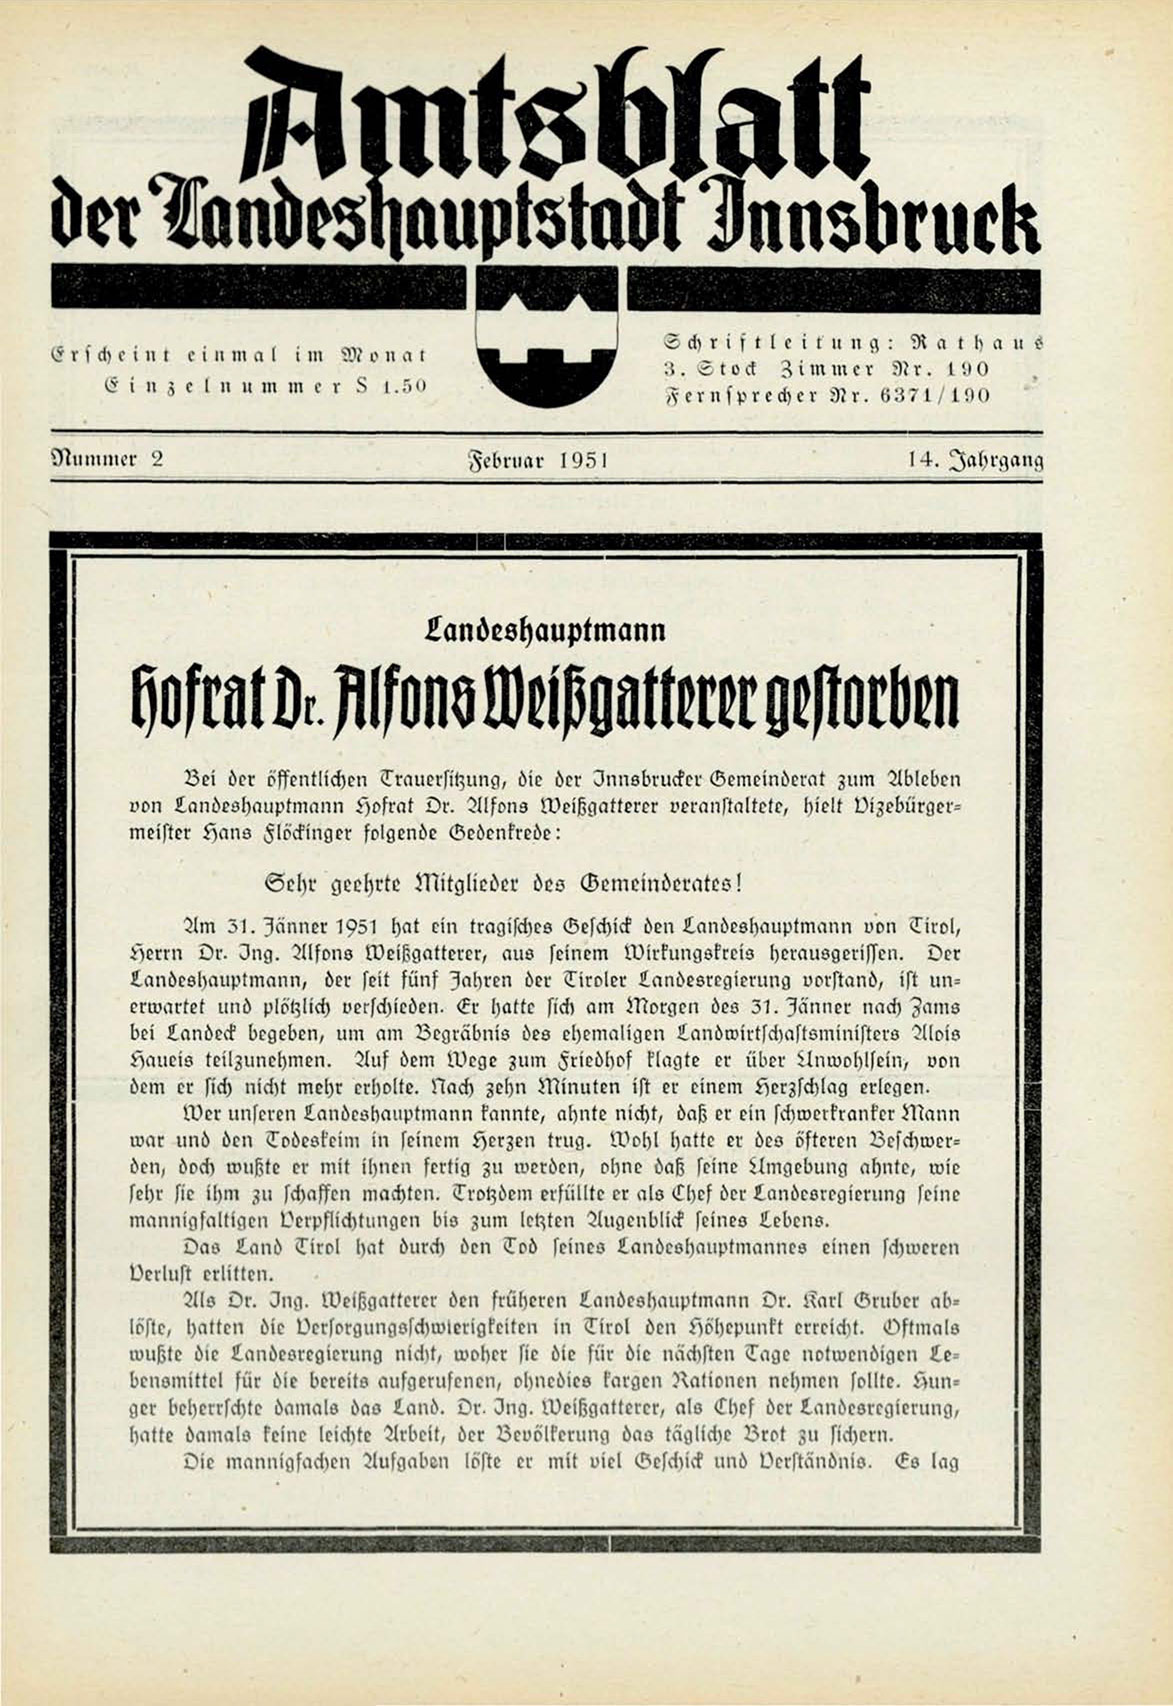 Amtsblatt
der Landeshauptstadt Innsbruck
Erscheint einmal im Monat
Einzelnummer S 1.50
Schriftleitung: Rathaus
3. Stock Zimmer Nr. 190
Fernsprecher Nr. 6371/190
Nummer 2 Februar 1951 14. Jahrgang
Landeshauptmann
Hofrat Dr. Alfons Weißgatterer gestorben
Bei der öffentlichen Trauersitzung, die der Innsbrucker Gemeinderat zum Ableben
von Landeshauptmann Hofrat Dr. Alfons Weißgatterer veranstaltete, hielt Vizebürger=
meister Hans Flöckinger folgende Gedenkrede:
Sehr geehrte Mitglieder des Gemeinderates!
Am 31. Jänner 1951 hat ein tragisches Geschick den Landeshauptmann von Tirol,
Herrn Dr. Ing. Alfons Weißgatterer, aus seinem Wirkungskreis herausgerissen. Der
Landeshauptmann, der seit fünf Jahren der Tiroler Landesregierung vorstand, ist un=
erwartet und plötzlich verschieden. Er hatte sich am Morgen des 31. Jänner nach Zams
bei Landeck begeben, um am Begräbnis des ehemaligen Landwirtschaftsministers Alois
Haueis teilzunehmen. Auf dem Wege zum Friedhof klagte er über Unwohlsein, von
dem er sich nicht mehr erholte. Nach zehn Minuten ist er einem Herzschlag erlegen.
Wer unseren Landeshauptmann kannte, ahnte nicht, daß er ein schwerkranker Mann
war und den Todeskeim in seinem Herzen trug. Wohl hatte er des öfteren Beschwer=
den, doch wußte er mit ihnen fertig zu werden, ohne daß seine Umgebung ahnte, wie
sehr sie ihm zu schaffen machten. Trotzdem erfüllte er als Chef der Landesregierung seine
mannigfaltigen Verpflichtungen bis zum letzten Augenblick seines Lebens.
Das Land Tirol hat durch den Tod seines Landeshauptmannes einen schweren
Verlust erlitten.
Als Dr. Ing. Weißgatterer den früheren Landeshauptmann Dr. Karl Gruber ab=
löste, hatten die Versorgungsschwierigkeiten in Tirol den Höhepunkt erreicht. Oftmals
wußte die Landesregierung nicht, woher sie die für die nächsten Tage notwendigen Le=
bensmittel für die bereits aufgerufenen, ohnedies kargen Rationen nehmen sollte. Hun=
ger beherrschte damals das Land. Dr. Ing. Weißgatterer, als Chef der Landesregierung,
hatte damals keine leichte Arbeit, der Bevölkerung das tägliche Brot zu sichern.
Die mannigfachen Aufgaben löste er mit viel Geschick und Verständnis. Es lag